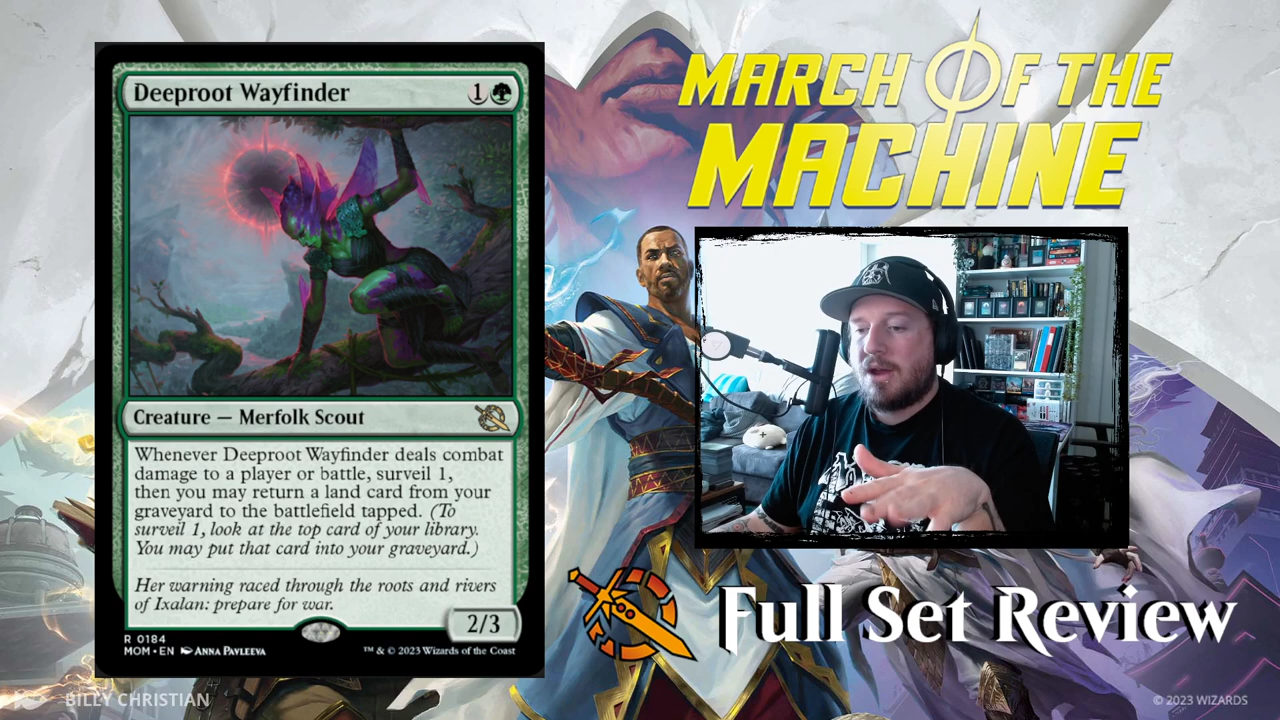 Deeproot Wayfinder 1
Creature — Merfolk Scout
Whenever Deeproot Wayfinder deals combat
damage to a player or battle, surveil 1,
then you may return a land card from your
graveyard to the battlefield tapped. (To
surveil 1, look at the top card of your library.
You may put that card into your graveyard.)
Her warning raced through the roots and rivers
of Ixalan: prepare for war.
2/3
R 0184
MOM • EN ANNA PAVLEEVA
™ & © 2023 Wizards of the Coast
MARCH OF THE
MACHINE
Full Set Review
BILLY CHRISTIAN
© 2023 WIZARDS